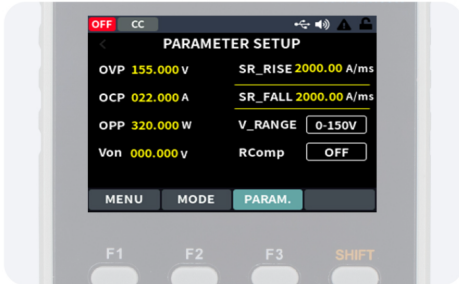 OFF CC
PARAMETER SETUP
OVP 155.000 V SR_RISE 2000.00 A/ms
OCP 022.000 A SR_FALL 2000.00 A/ms
OPP 320.000 W V_RANGE 0-150V
Von 000.000 V RComp OFF
MENU MODE PARAM.
F1 F2 F3 SHIFT